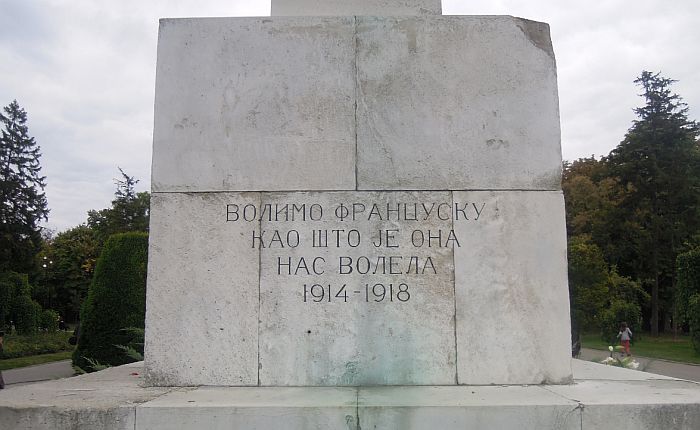 ВОЛИМО ФРАНЦУСКУ
КАО ШТО ЈЕ ОНА
НАС ВОЛЕЛА
1914-1918